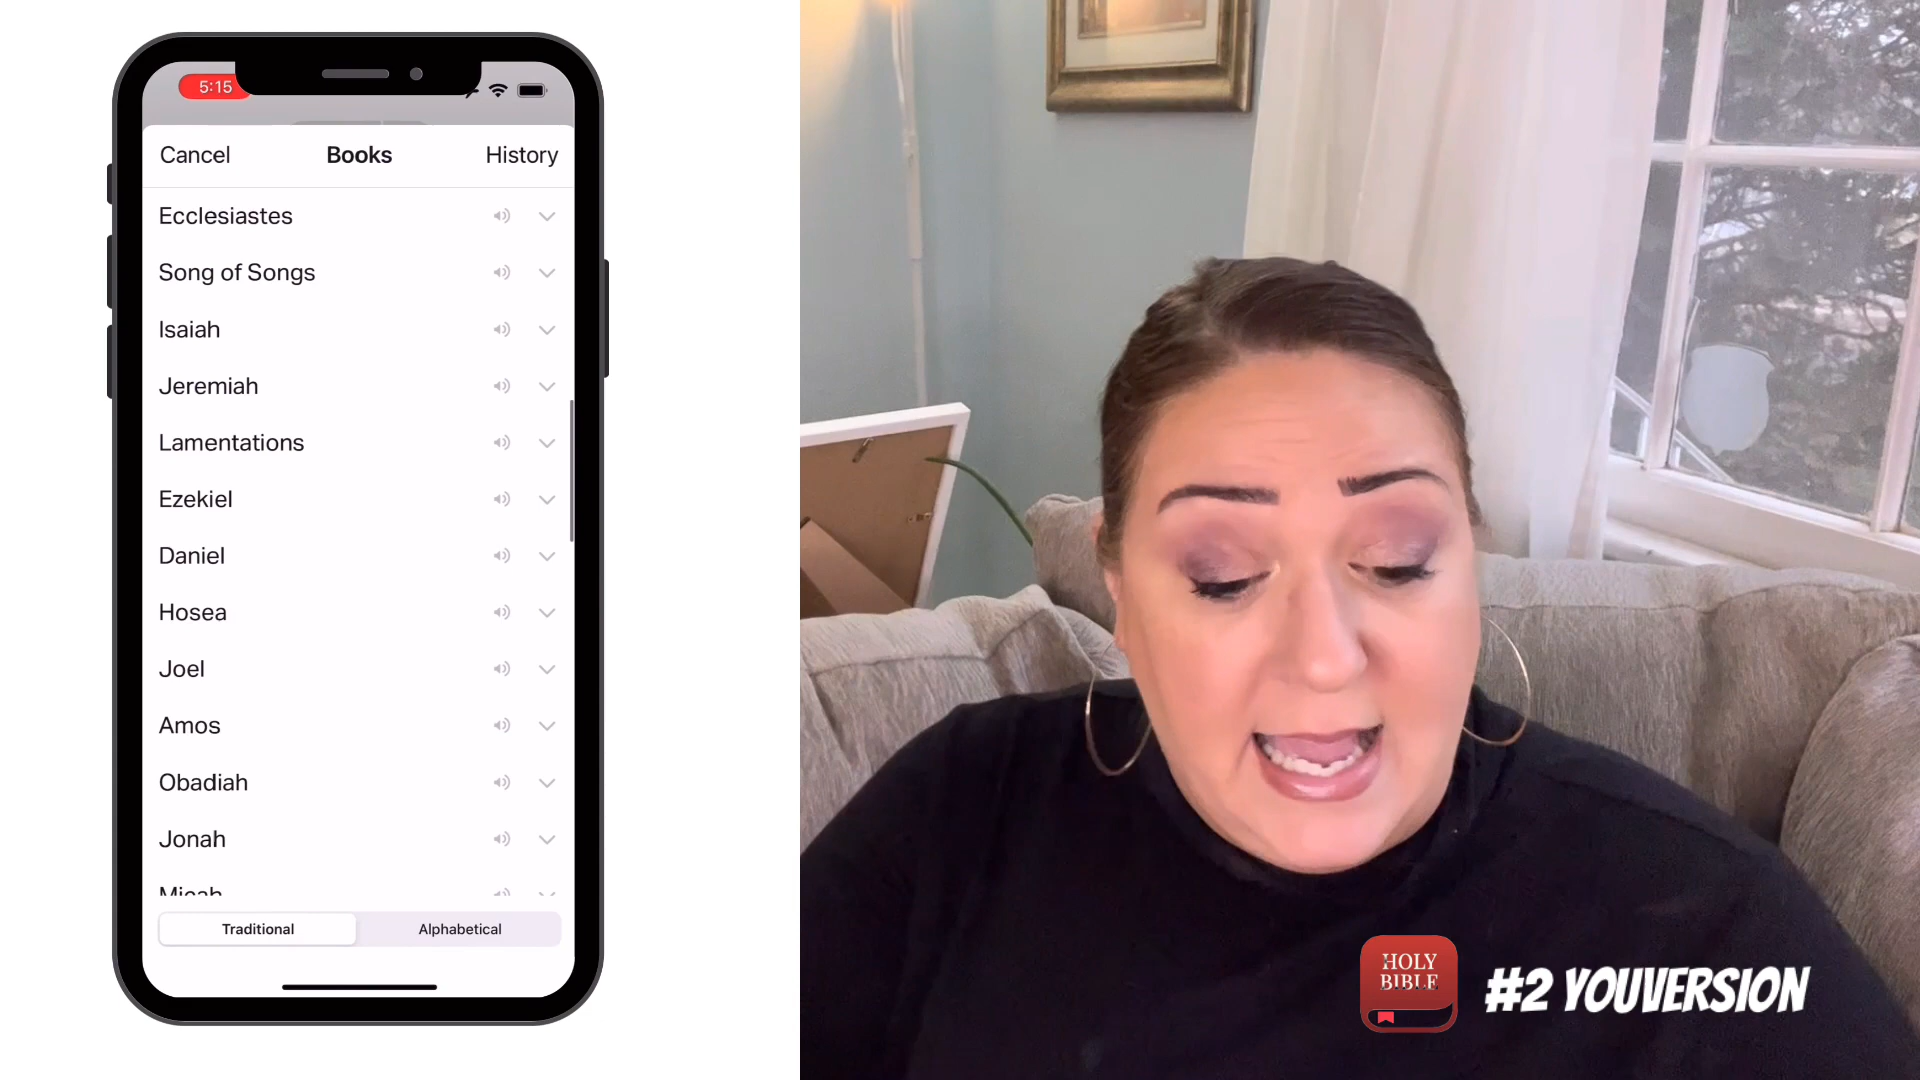 5:15
Cancel Books History
Ecclesiastes
Song of Songs
Isaiah
Jeremiah
Lamentations
Ezekiel
Daniel
Hosea
Joel
Amos
Obadiah
Jonah
Micah
Traditional Alphabetical
HOLY
BIBLE
#2 YOUVERSION